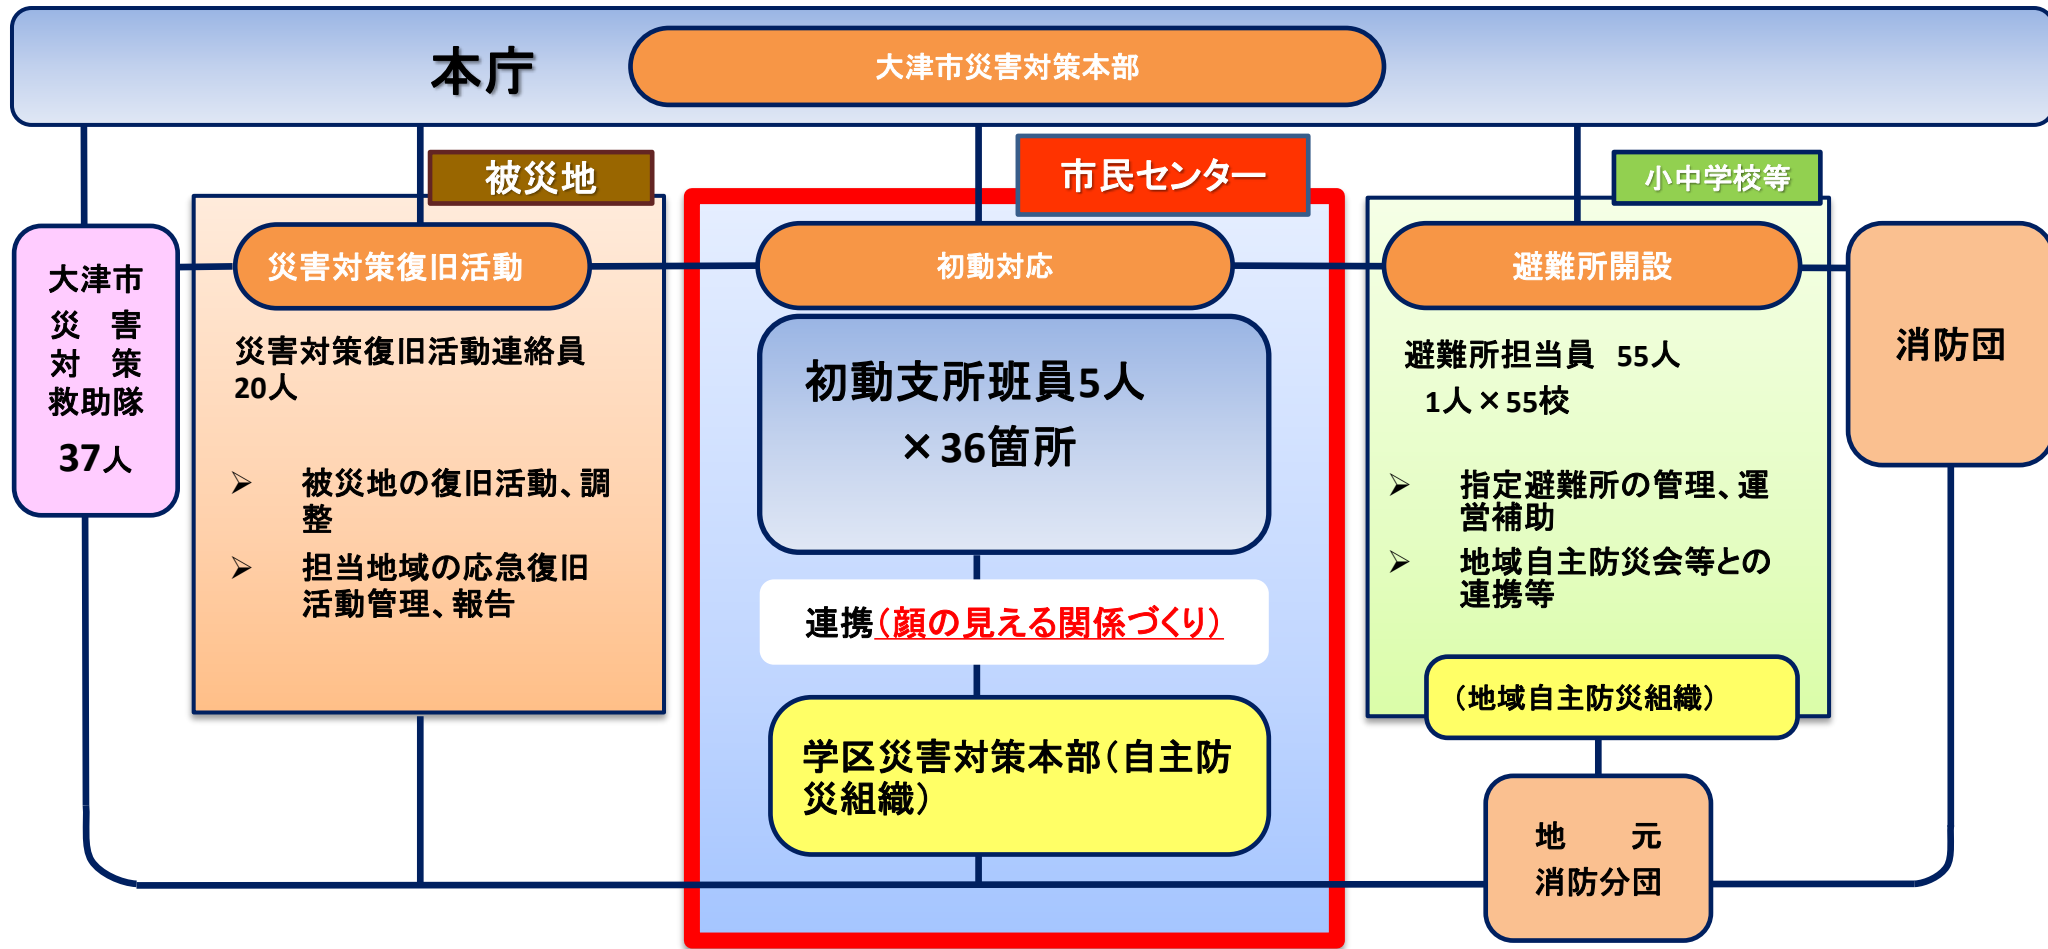 本庁
大津市災害対策本部
被災地
市民センター
小中学校等
大津市
災　害
対　策
救助隊
37人
災害対策復旧活動
災害対策復旧活動連絡員
20人
➢ 被災地の復旧活動、調
整
➢ 担当地域の応急復旧
活動管理、報告
初動対応
初動支所班員5人
×36箇所
連携(顔の見える関係づくり)
学区災害対策本部(自主防
災組織)
避難所開設
避難所担当員　55人
1人×55校
➢ 指定避難所の管理、運
営補助
➢ 地域自主防災会等との
連携等
(地域自主防災組織)
地　　元
消防分団
消防団